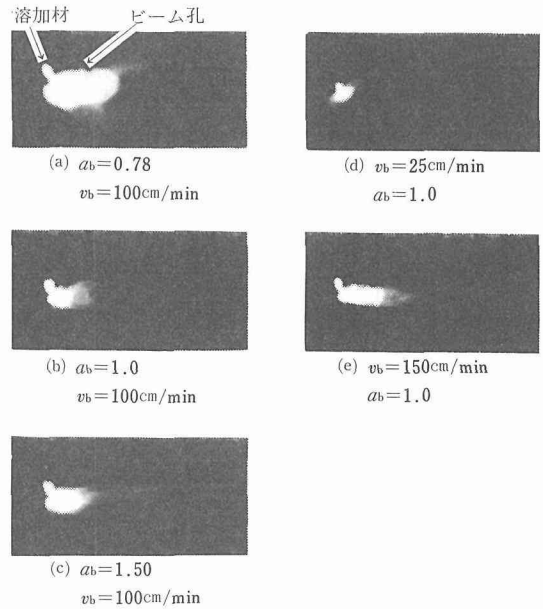 溶加材 ビーム孔
(a) ab=0.78
vb=100cm/min
(b) ab=1.0
vb=100cm/min
(c) ab=1.50
vb=100cm/min
(d) vb=25cm/min
ab=1.0
(e) vb=150cm/min
ab=1.0